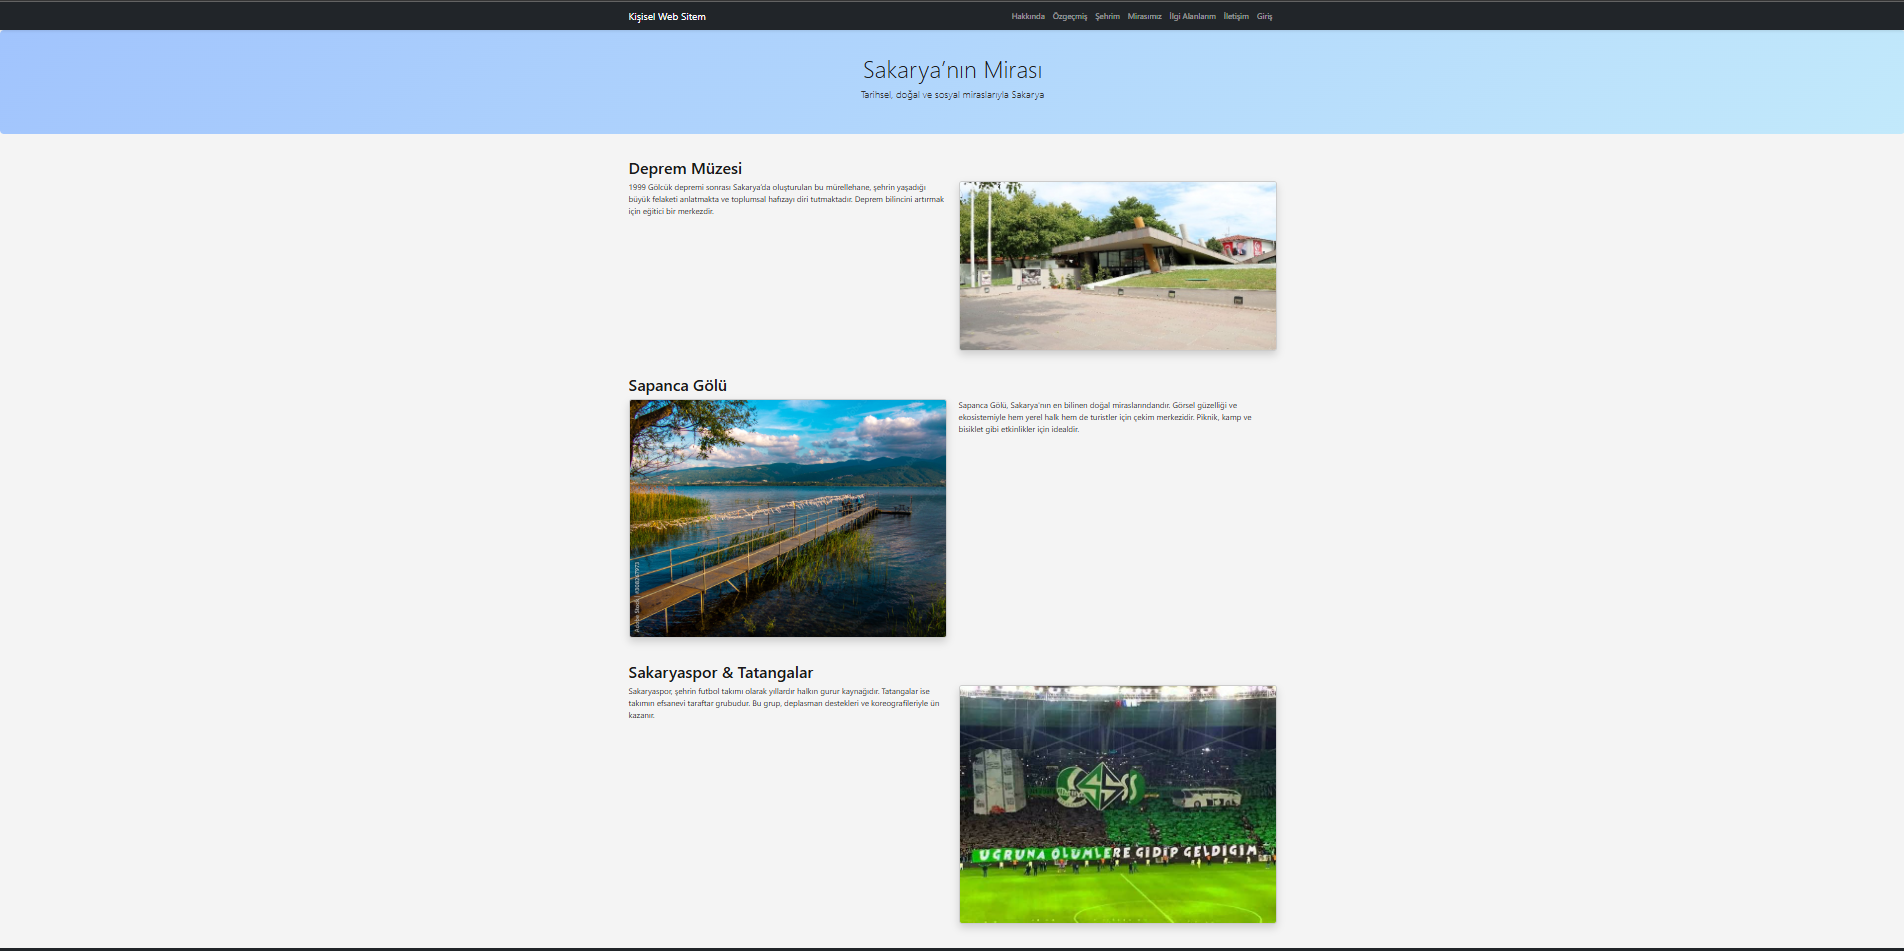 Kişisel Web Sitem
Hakkında Özgeçmiş Şehrim Mirasımız İlgi Alanlarım İletişim Giriş
Sakarya’nın Mirası
Tarihsel, doğal ve sosyal miraslarıyla Sakarya
Deprem Müzesi
1999 Gölcük depremi sonrası Sakarya'da oluşturulan bu mürellehane, şehrin yaşadığı
büyük felaketi anlatmakta ve toplumsal hafızayı diri tutmaktadır. Deprem bilincini artırmak
için eğitici bir merkezdir.
Sapanca Gölü
Sapanca Gölü, Sakarya'nın en bilinen doğal miraslarındandır. Görsel güzelliği ve
ekosistemiyle hem yerel halk hem de turistler için çekim merkezidir. Piknik, kamp ve
bisiklet gibi etkinlikler için idealdir.
Adobe Stock | #308267973
Sakaryaspor & Tatangalar
Sakaryaspor, şehrin futbol takımı olarak yıllardır halkın gurur kaynağıdır. Tatangalar ise
takımın efsanevi taraftar grubudur. Bu grup, deplasman destekleri ve koreografileriyle ün
kazanır.
UĞRUNA ÖLÜMLERE GİDİP GELDİĞİM